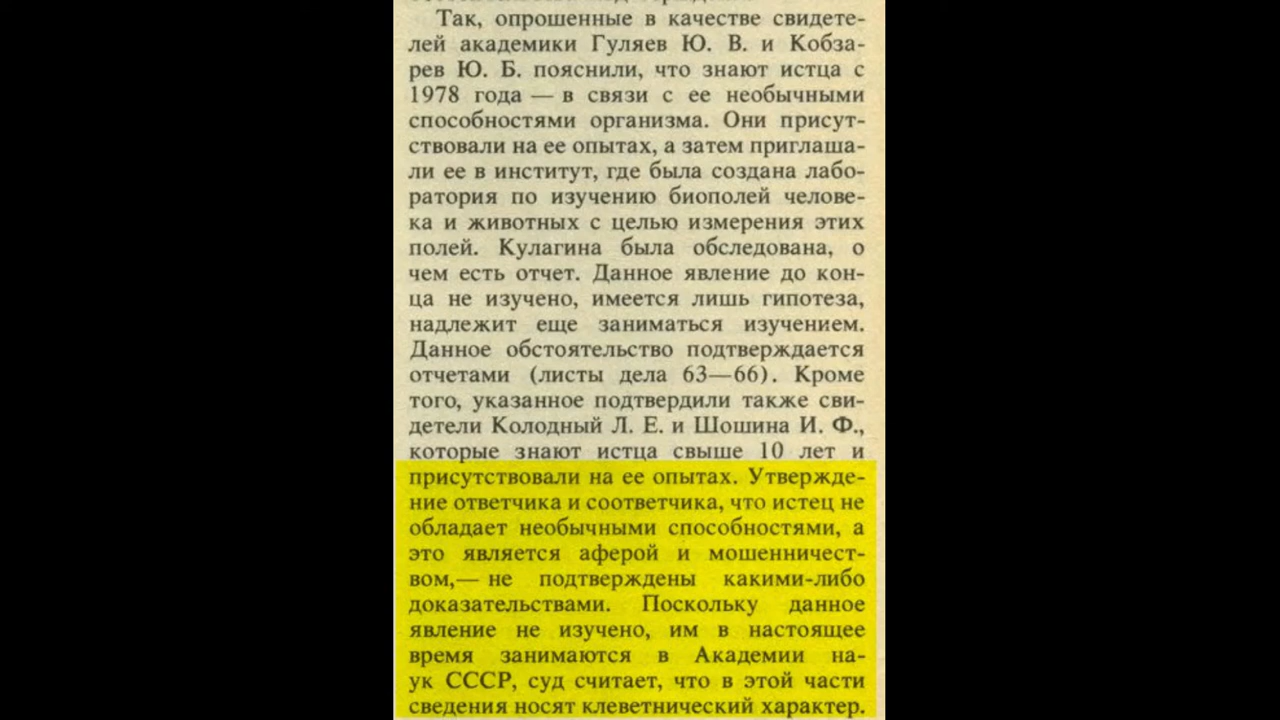 Так, опрошенные в качестве свидете-
лей академики Гуляев Ю. В. и Кобза-
рев Ю. Б. пояснили, что знают истца с
1978 года — в связи с ее необычными
способностями организма. Они присут-
ствовали на ее опытах, а затем приглаша-
ли ее в институт, где была создана лабо-
ратория по изучению биополей челове-
ка и животных с целью измерения этих
полей. Кулагина была обследована, о
чем есть отчет. Данное явление до кон-
ца не изучено, имеется лишь гипотеза,
надлежит еще заниматься изучением.
Данное обстоятельство подтверждается
отчетами (листы дела 63—66). Кроме
того, указанное подтвердили также сви-
детели Колодный Л. Е. и Шошина И. Ф.,
которые знают истца свыше 10 лет и
присутствовали на ее опытах. Утвержде-
ние ответчика и соответчика, что истец не
обладает необычными способностями, а
это является аферой и мошенничест-
вом,— не подтверждены какими-либо
доказательствами. Поскольку данное
явление не изучено, им в настоящее
время занимаются в Академии на-
ук СССР, суд считает, что в этой части
сведения носят клеветнический характер.